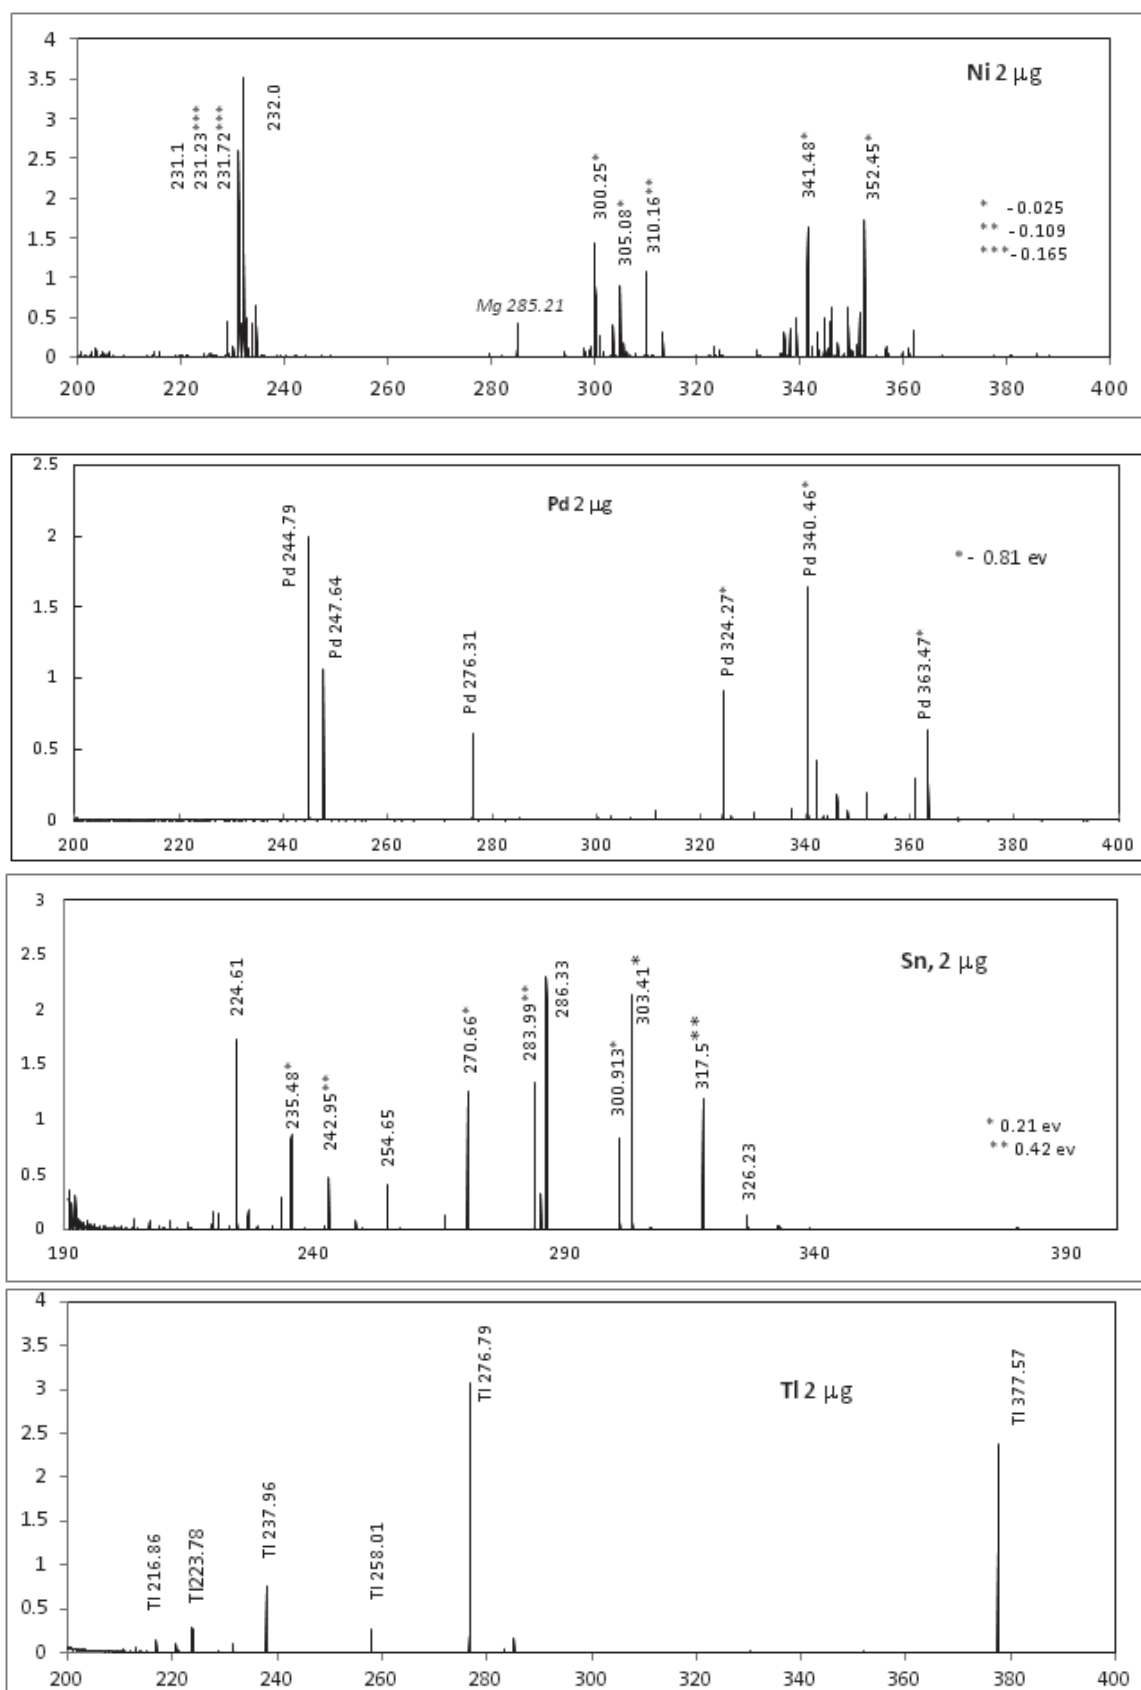 4
3.5
3
2.5
2
1.5
1
0.5
0
231.1
231.23***
231.72***
232.0
Mg 285.21
300.25*
305.08*
310.16**
341.48*
352.45*
Ni 2 µg
* -0.025
** -0.109
***-0.165
200 220 240 260 285 300 320 340 360 380 400
2.5
2
1.5
1
0.5
0
Pd 244.79
Pd 247.64
Pd 276.31
Pd 2 µg
Pd 324.27*
Pd 340.46*
Pd 363.47*
* - 0.81 ev
200 220 240 260 280 300 320 340 360 380 400
3
2.5
2
1.5
1
0.5
0
224.61
235.48*
242.95**
254.65
270.66*
283.99**
286.33
300.913*
303.41*
317.5**
326.23
Sn, 2 µg
* 0.21 ev
** 0.42 ev
190 240 290 340 390
4
3.5
3
2.5
2
1.5
1
0.5
0
Tl 216.86
Tl223.78
Tl 237.96
Tl 258.01
Tl 276.79
Tl 2 µg
Tl 377.57
200 220 240 260 280 300 320 340 360 380 400